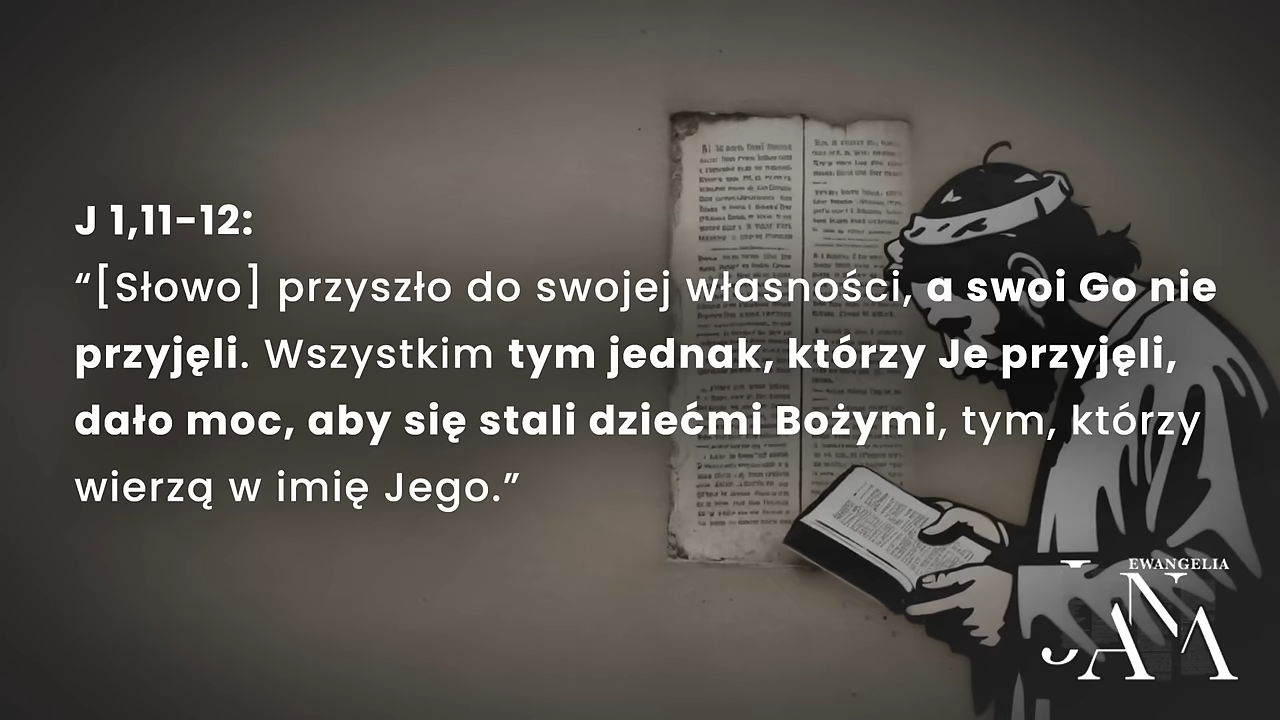 J 1,11-12:
“[Słowo] przyszło do swojej własności, a swoi Go nie
przyjęli. Wszystkim tym jednak, którzy Je przyjęli,
dało moc, aby się stali dziećmi Bożymi, tym, którzy
wierzą w imię Jego.”
EWANGELIA
JANA